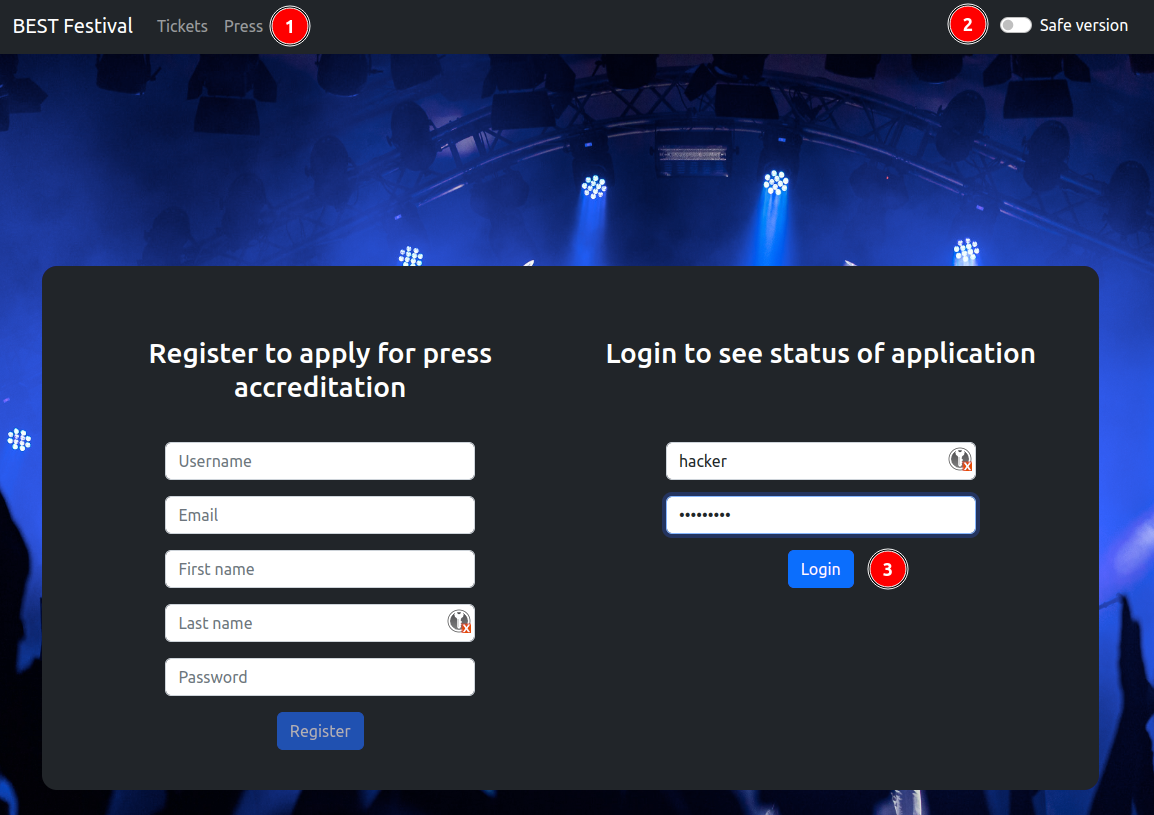 BEST Festival Tickets Press 1 2 Safe version
Register to apply for press
accreditation
Username
Email
First name
Last name
Password
Register
Login to see status of application
hacker
•••••••••
Login 3